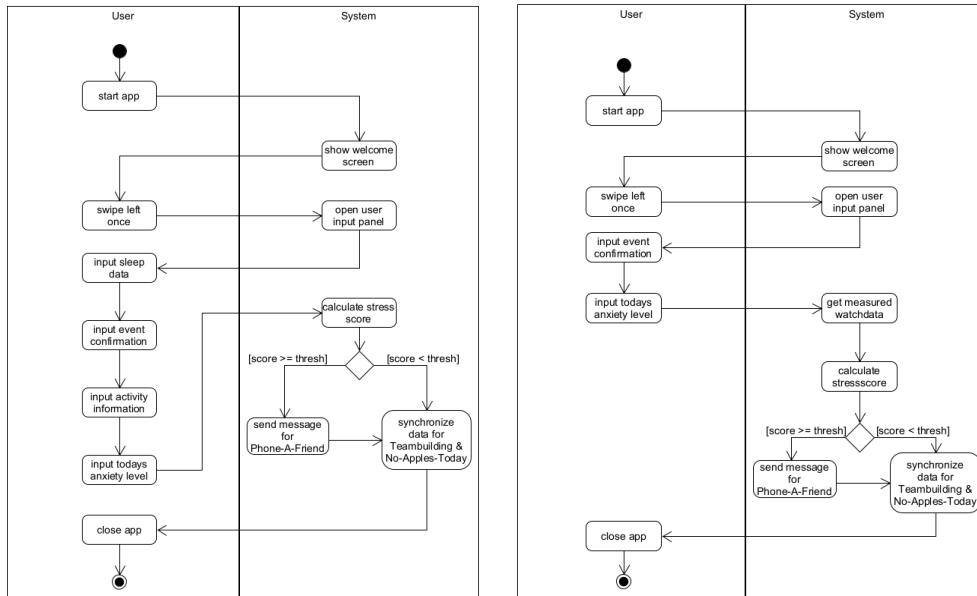 User
System
start app
show welcome
screen
swipe left
once
open user
input panel
input sleep
data
input event
confirmation
input activity
information
input todays
anxiety level
calculate stress
score
[score >= thresh]
[score < thresh]
send message
for
Phone-A-Friend
synchronize
data for
Teambuilding &
No-Apples-Today
close app
User
System
start app
show welcome
screen
swipe left
once
open user
input panel
input event
confirmation
input todays
anxiety level
get measured
watchdata
calculate
stressscore
[score >= thresh]
[score < thresh]
send message
for
Phone-A-Friend
synchronize
data for
Teambuilding &
No-Apples-Today
close app